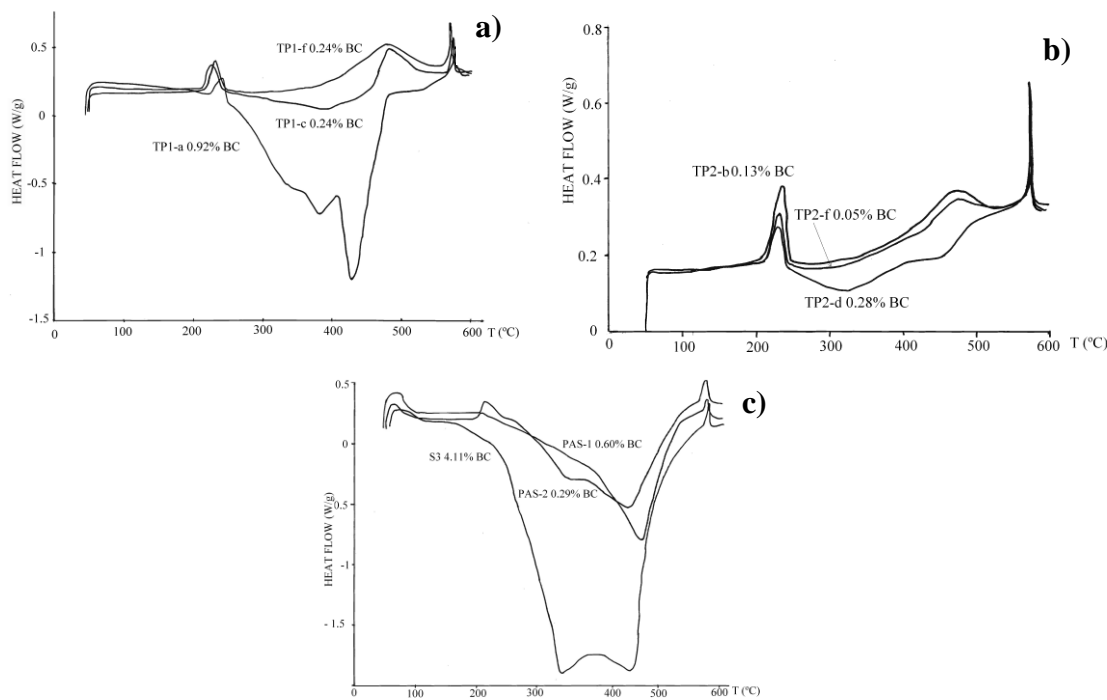 a)
TP1-f 0.24% BC
TP1-c 0.24% BC
TP1-a 0.92% BC
HEAT FLOW (W/g)
0.5
0
-0.5
-1
-1.5
0 100 200 300 400 500 600 T (ºC)
b)
TP2-b 0.13% BC
TP2-f 0.05% BC
TP2-d 0.28% BC
HEAT FLOW (W/g)
0.8
0.6
0.4
0.2
0
0 100 200 300 400 500 600 T (ºC)
c)
PAS-1 0.60% BC
S3 4.11% BC
PAS-2 0.29% BC
HEAT FLOW (W/g)
0.5
0
0.5
-1
- 1.5
0 100 200 300 400 500 600 T (ºC)